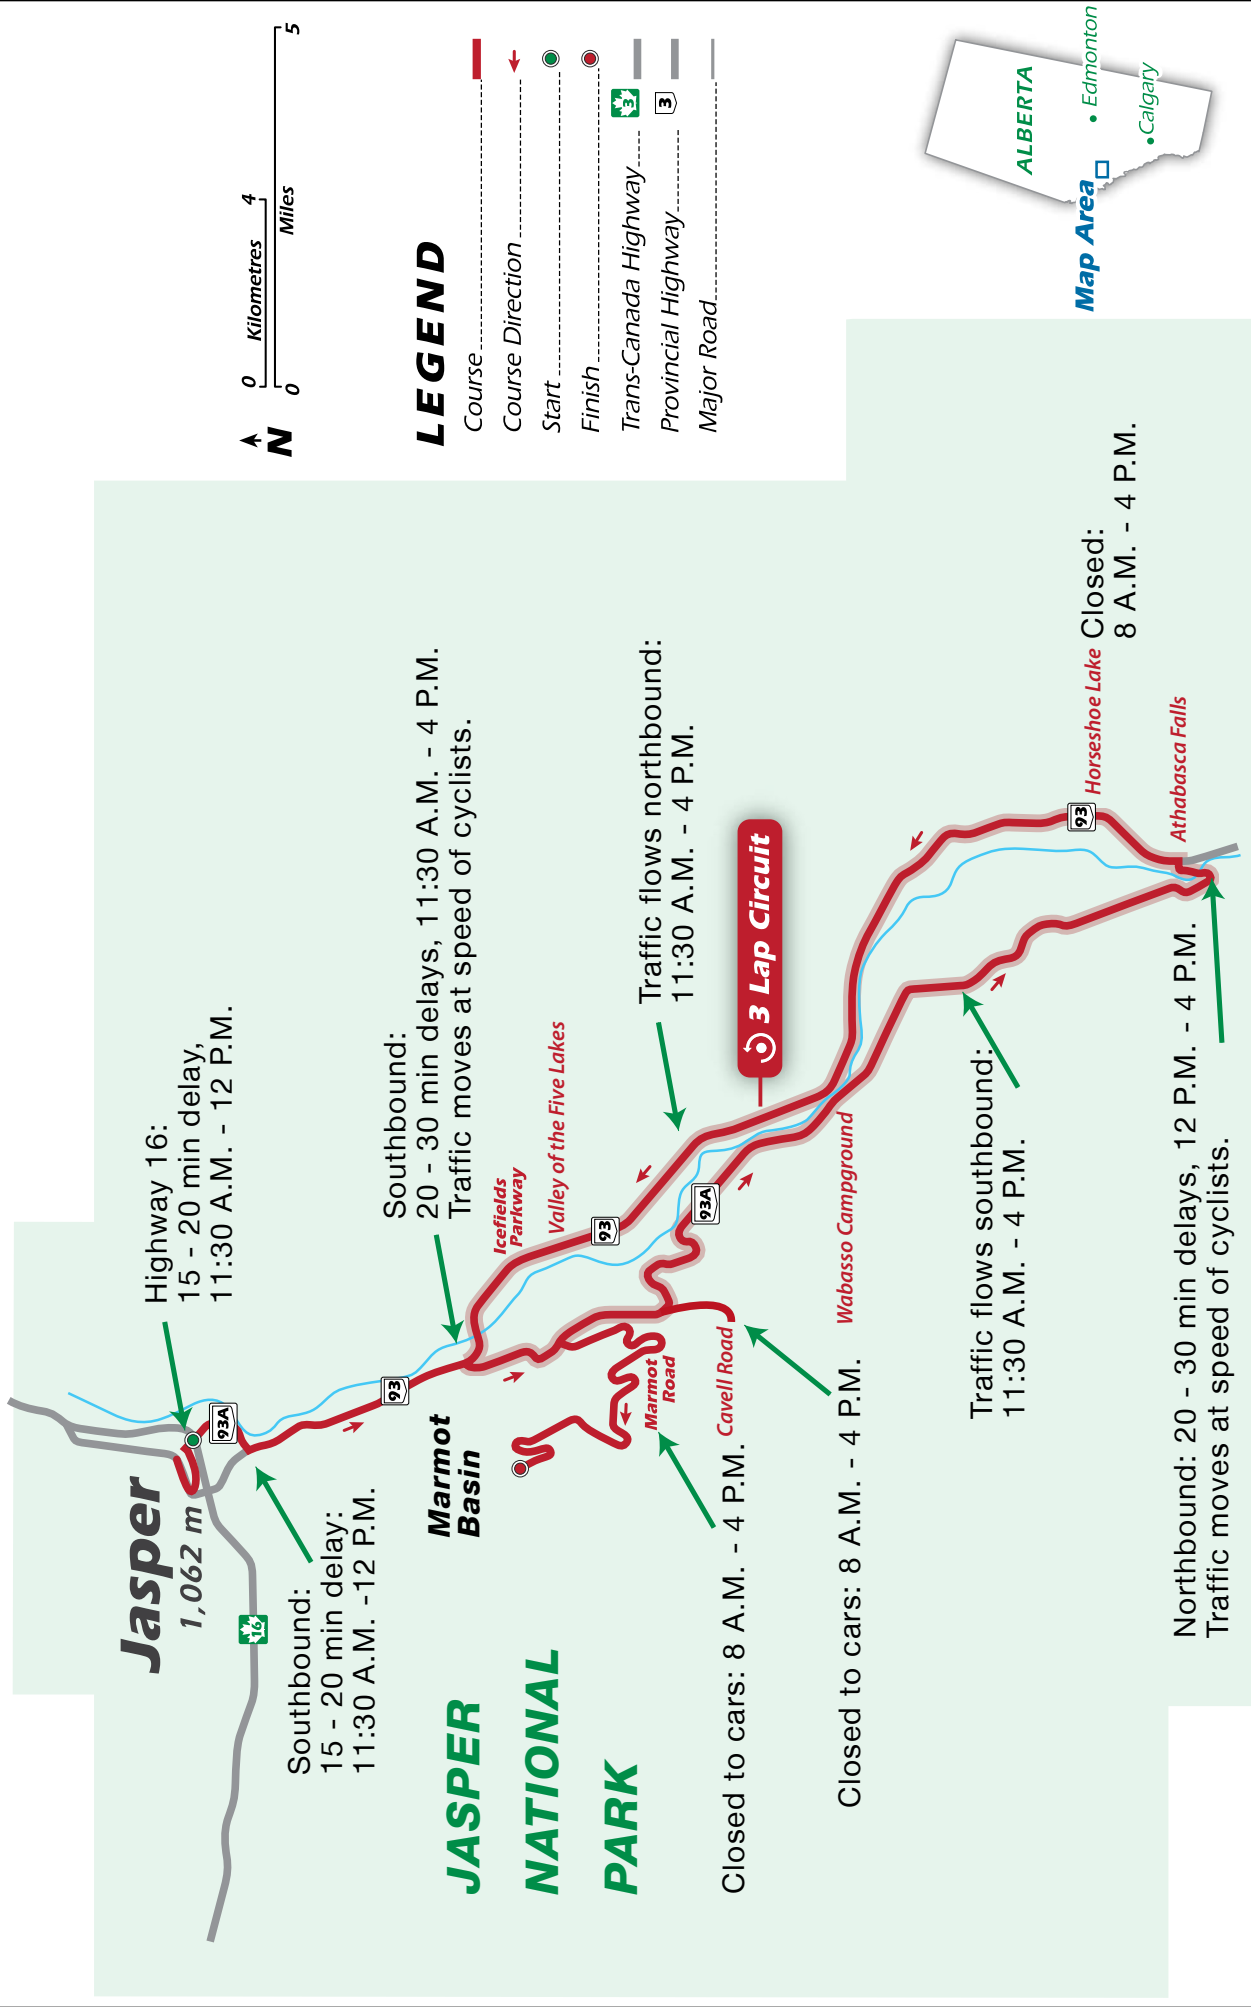 Jasper
1,062 m
Highway 16:
15 - 20 min delay,
11:30 A.M. - 12 P.M.
93A
16
Southbound:
15 - 20 min delay:
11:30 A.M. -12 P.M.
93
Southbound:
20 - 30 min delays, 11:30 A.M. - 4 P.M.
Traffic moves at speed of cyclists.
Marmot
Basin
Icefields
Parkway
Valley of the Five Lakes
93
JASPER
NATIONAL
PARK
Marmot
Road
Traffic flows northbound:
11:30 A.M. - 4 P.M.
93A
Cavell Road
Closed to cars: 8 A.M. - 4 P.M.
3 Lap Circuit
Wabasso Campground
Closed to cars: 8 A.M. - 4 P.M.
Traffic flows southbound:
11:30 A.M. - 4 P.M.
93
Horseshoe Lake
Closed:
8 A.M. - 4 P.M.
Athabasca Falls
Northbound: 20 - 30 min delays, 12 P.M. - 4 P.M.
Traffic moves at speed of cyclists.
N
0
Kilometres
4
0
Miles
5
LEGEND
Course
Course Direction
Start
Finish
Trans-Canada Highway
3
Provincial Highway
3
Major Road
ALBERTA
Edmonton
Calgary
Map Area